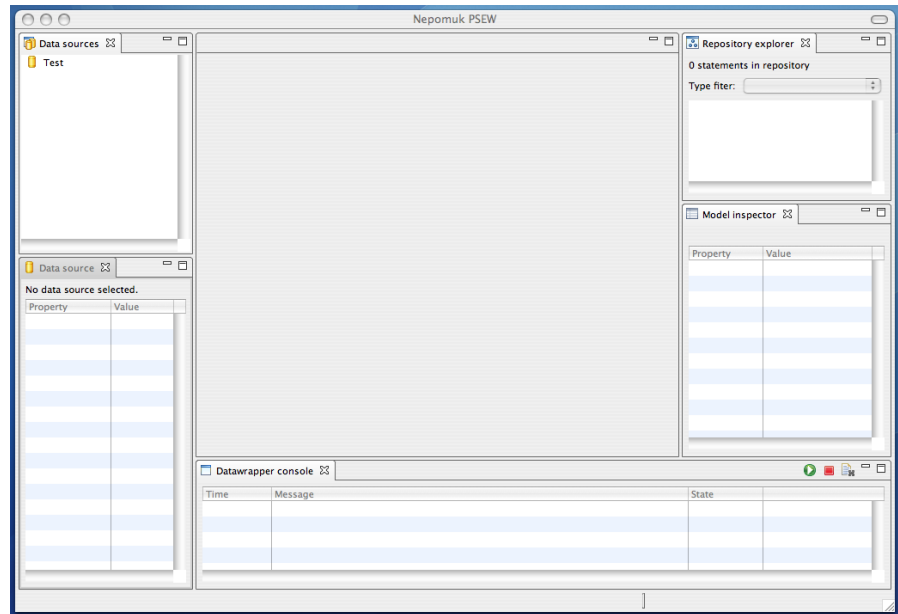 Nepomuk PSEW
Data sources
Test
Repository explorer
0 statements in repository
Type fiter:
Model inspector
Property Value
Data source
No data source selected.
Property Value
Datawrapper console
Time Message State